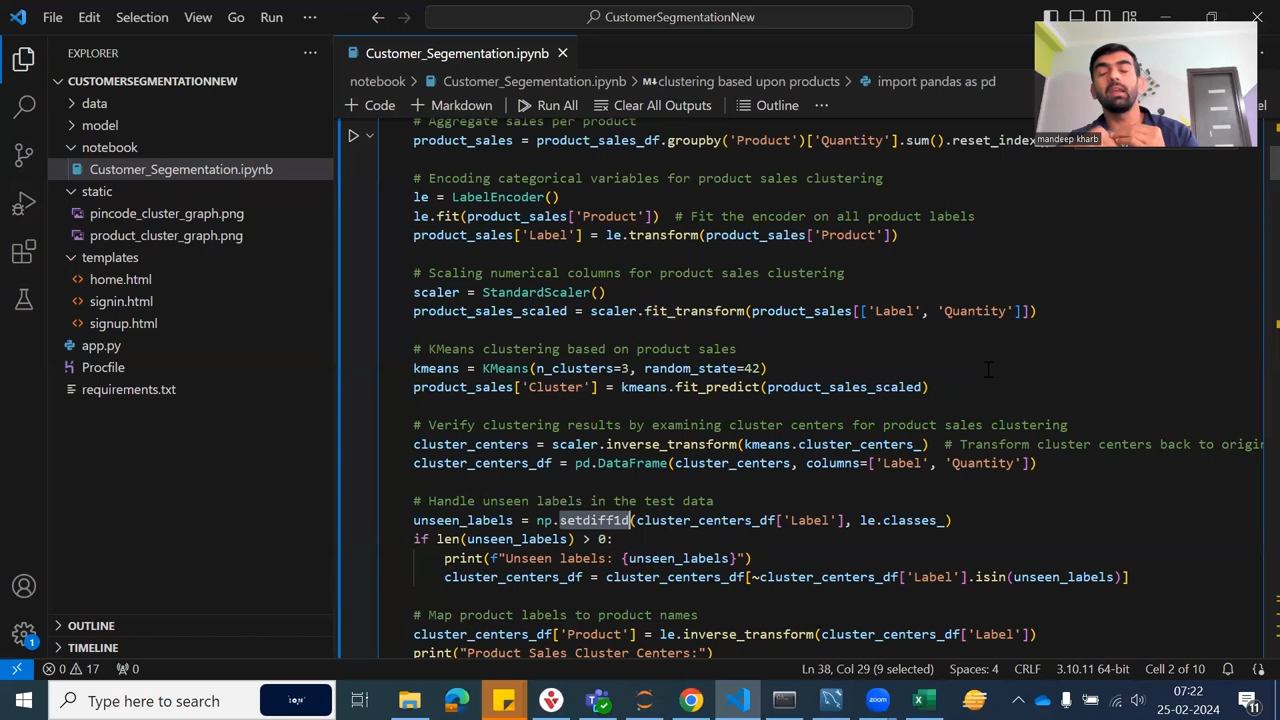 File Edit Selection View Go Run ··· CustomerSegmentationNew
EXPLORER ···
CUSTOMERSEGMENTATIONNEW
data
model
notebook
Customer_Segementation.ipynb
static
pincode_cluster_graph.png
product_cluster_graph.png
templates
home.html
signin.html
signup.html
app.py
Procfile
requirements.txt
OUTLINE
TIMELINE
Customer_Segementation.ipynb
notebook > Customer_Segementation.ipynb > clustering based upon products > import pandas as pd
+ Code + Markdown Run All Clear All Outputs Outline ···
mandeep kharb
# Aggregate sales per product
product_sales = product_sales_df.groupby('Product')['Quantity'].sum().reset_index
# Encoding categorical variables for product sales clustering
le = LabelEncoder()
le.fit(product_sales['Product']) # Fit the encoder on all product labels
product_sales['Label'] = le.transform(product_sales['Product'])
# Scaling numerical columns for product sales clustering
scaler = StandardScaler()
product_sales_scaled = scaler.fit_transform(product_sales[['Label', 'Quantity']])
# KMeans clustering based on product sales
kmeans = KMeans(n_clusters=3, random_state=42)
product_sales['Cluster'] = kmeans.fit_predict(product_sales_scaled)
# Verify clustering results by examining cluster centers for product sales clustering
cluster_centers = scaler.inverse_transform(kmeans.cluster_centers_) # Transform cluster centers back to origin
cluster_centers_df = pd.DataFrame(cluster_centers, columns=['Label', 'Quantity'])
# Handle unseen labels in the test data
unseen_labels = np.setdiff1d(cluster_centers_df['Label'], le.classes_)
if len(unseen_labels) > 0:
print(f"Unseen labels: {unseen_labels}")
cluster_centers_df = cluster_centers_df[~cluster_centers_df['Label'].isin(unseen_labels)]
# Map product labels to product names
cluster_centers_df['Product'] = le.inverse_transform(cluster_centers_df['Label'])
print("Product Sales Cluster Centers:")
0 17 0 Ln 38, Col 29 (9 selected) Spaces: 4 CRLF 3.10.11 64-bit Cell 2 of 10
1
Type here to search
07:22
25-02-2024
11